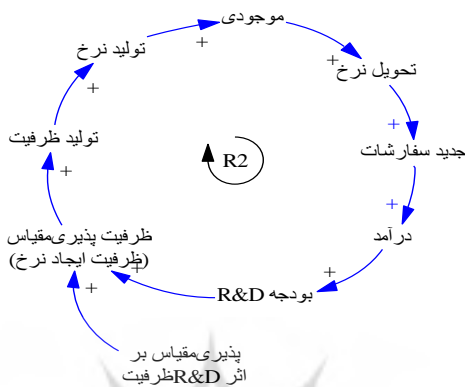 موجودی
تولید نرخ
تحویل نرخ
تولید ظرفیت
جدید سفارشات
R2
ظرفیت پذیری‌مقیاس
(ظرفیت ایجاد نرخ)
درآمد
بودجه R&D
پذیری‌مقیاس بر
اثر R&Dظرفیت
+
+
+
+
+
+
+
+
+
+